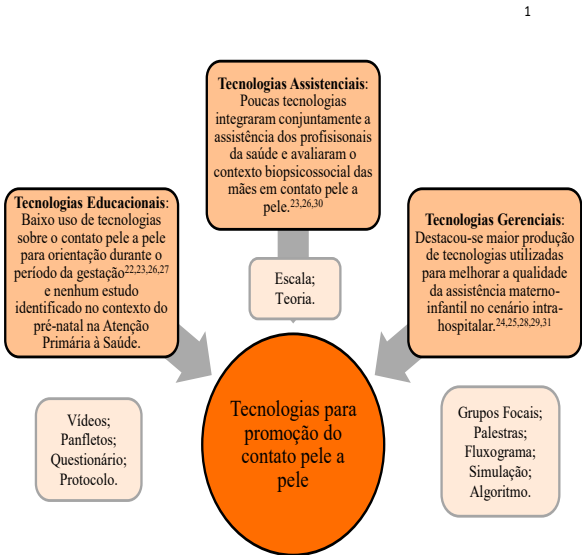 1
Tecnologias Assistenciais:
Poucas tecnologias
integraram conjuntamente a
assistência dos profisisonais
da saúde e avaliaram o
contexto biopsicossocial das
mães em contato pele a
pele.23,26,30
Tecnologias Educacionais:
Baixo uso de tecnologias
sobre o contato pele a pele
para orientação durante o
período da gestação22,23,26,27
e nenhum estudo
identificado no contexto do
pré-natal na Atenção
Primária à Saúde.
Tecnologias Gerenciais:
Destacou-se maior produção
de tecnologias utilizadas
para melhorar a qualidade
da assistência materno-
infantil no cenário intra-
hospitalar.24,25,28,29,31
Escala;
Teoria.
Vídeos;
Panfletos;
Questionário;
Protocolo.
Tecnologias para
promoção do
contato pele a
pele
Grupos Focais;
Palestras;
Fluxograma;
Simulação;
Algoritmo.